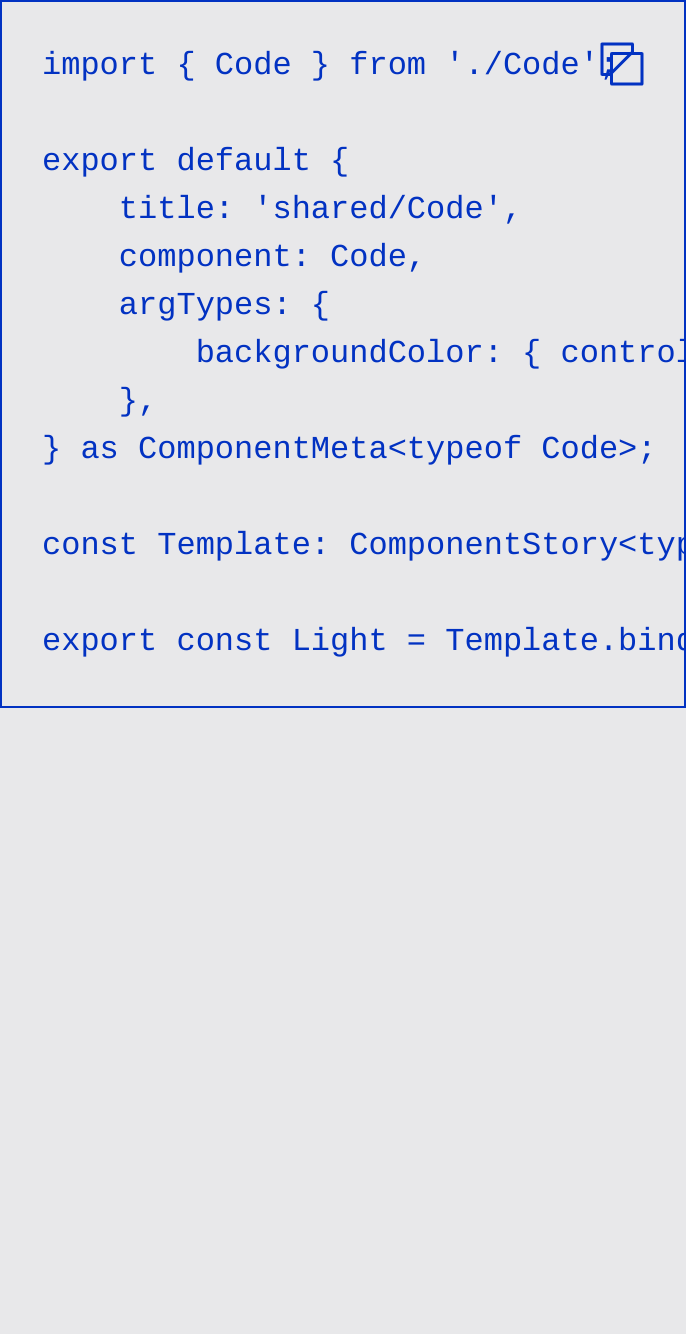 import { Code } from './Code';
export default {
title: 'shared/Code',
component: Code,
argTypes: {
backgroundColor: { control
},
} as ComponentMeta<typeof Code>;
const Template: ComponentStory<typ
export const Light = Template.bind